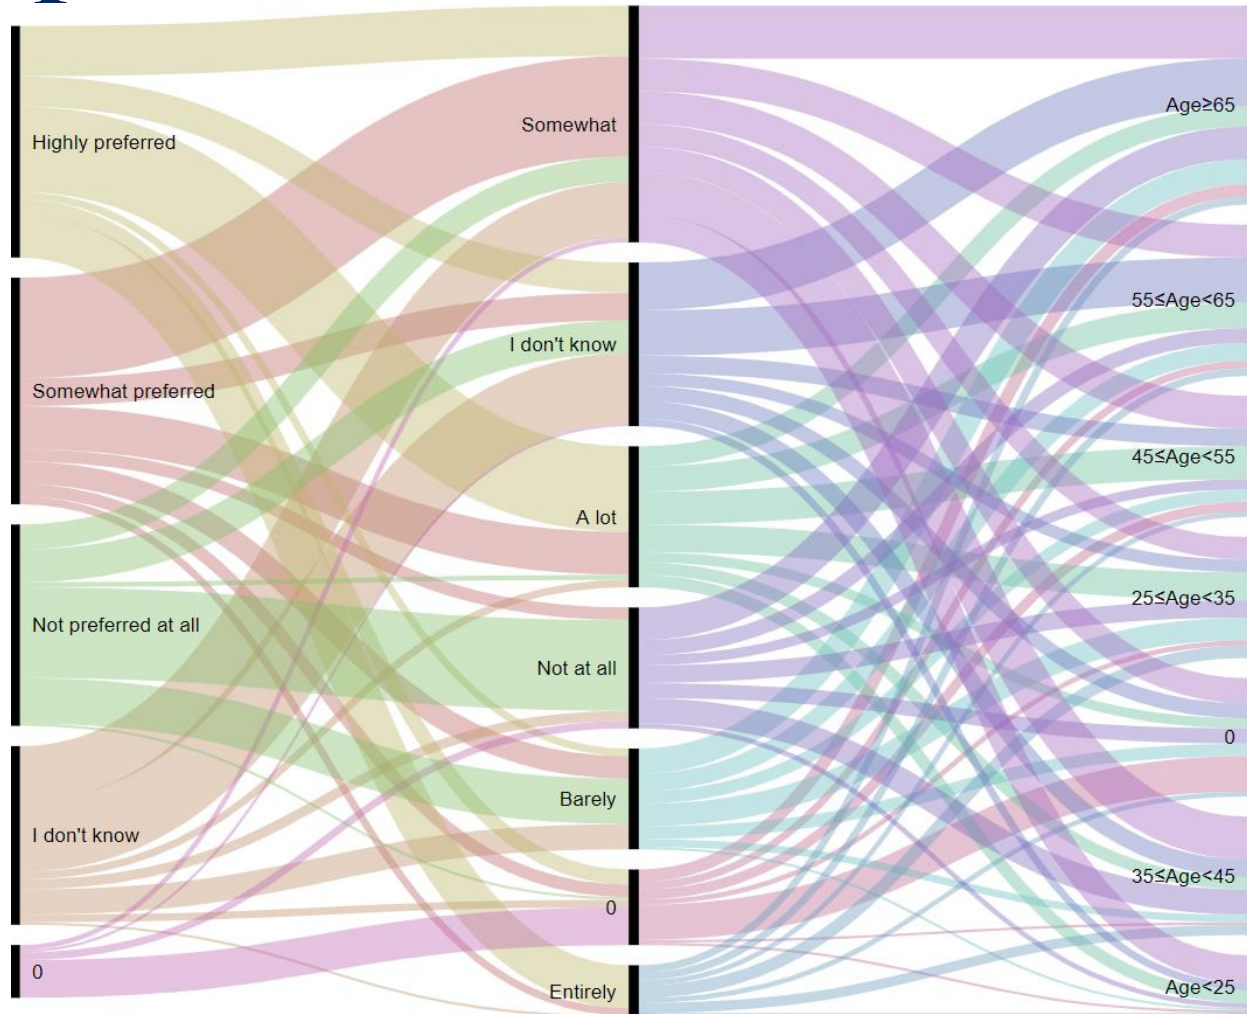 Highly preferred
Somewhat preferred
Not preferred at all
I don't know
0
Somewhat
I don't know
A lot
Not at all
Barely
0
Entirely
Age≥65
55≤Age<65
45≤Age<55
25≤Age<35
0
35≤Age<45
Age<25